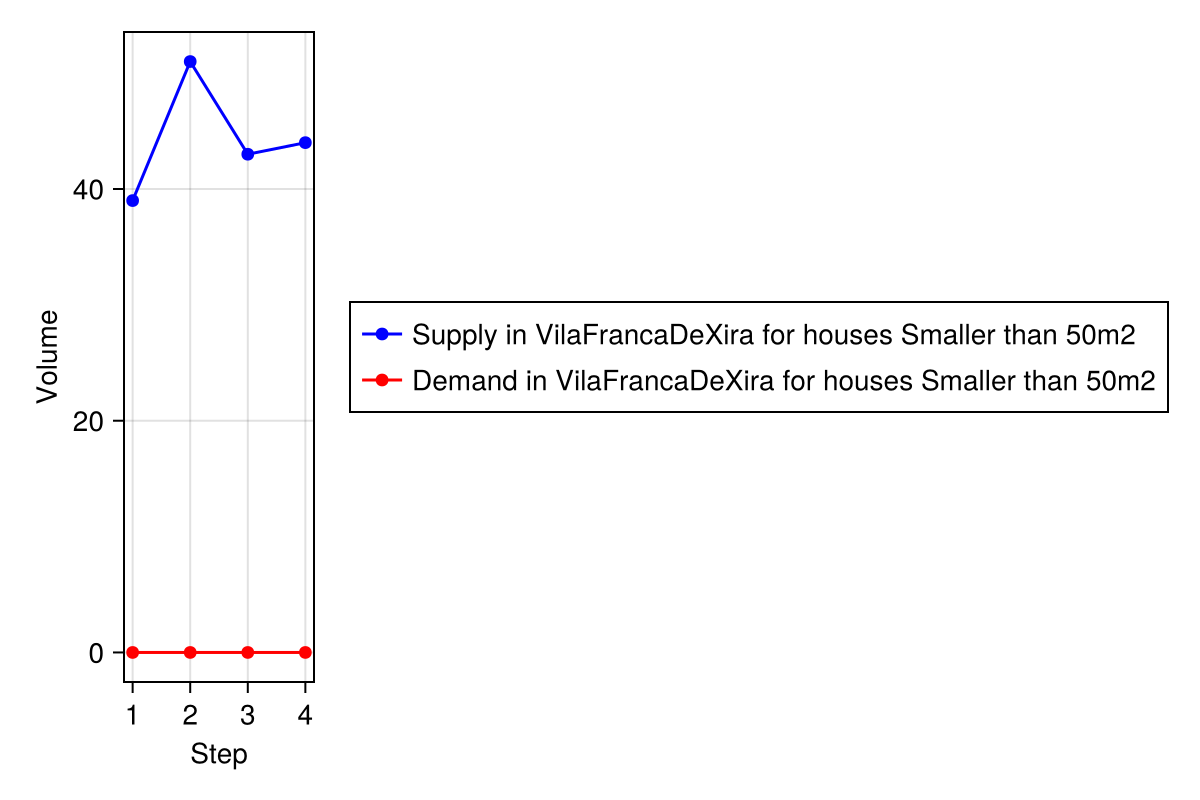 Volume
40
20
0
1 2 3 4
Step
Supply in VilaFrancaDeXira for houses Smaller than 50m2
Demand in VilaFrancaDeXira for houses Smaller than 50m2